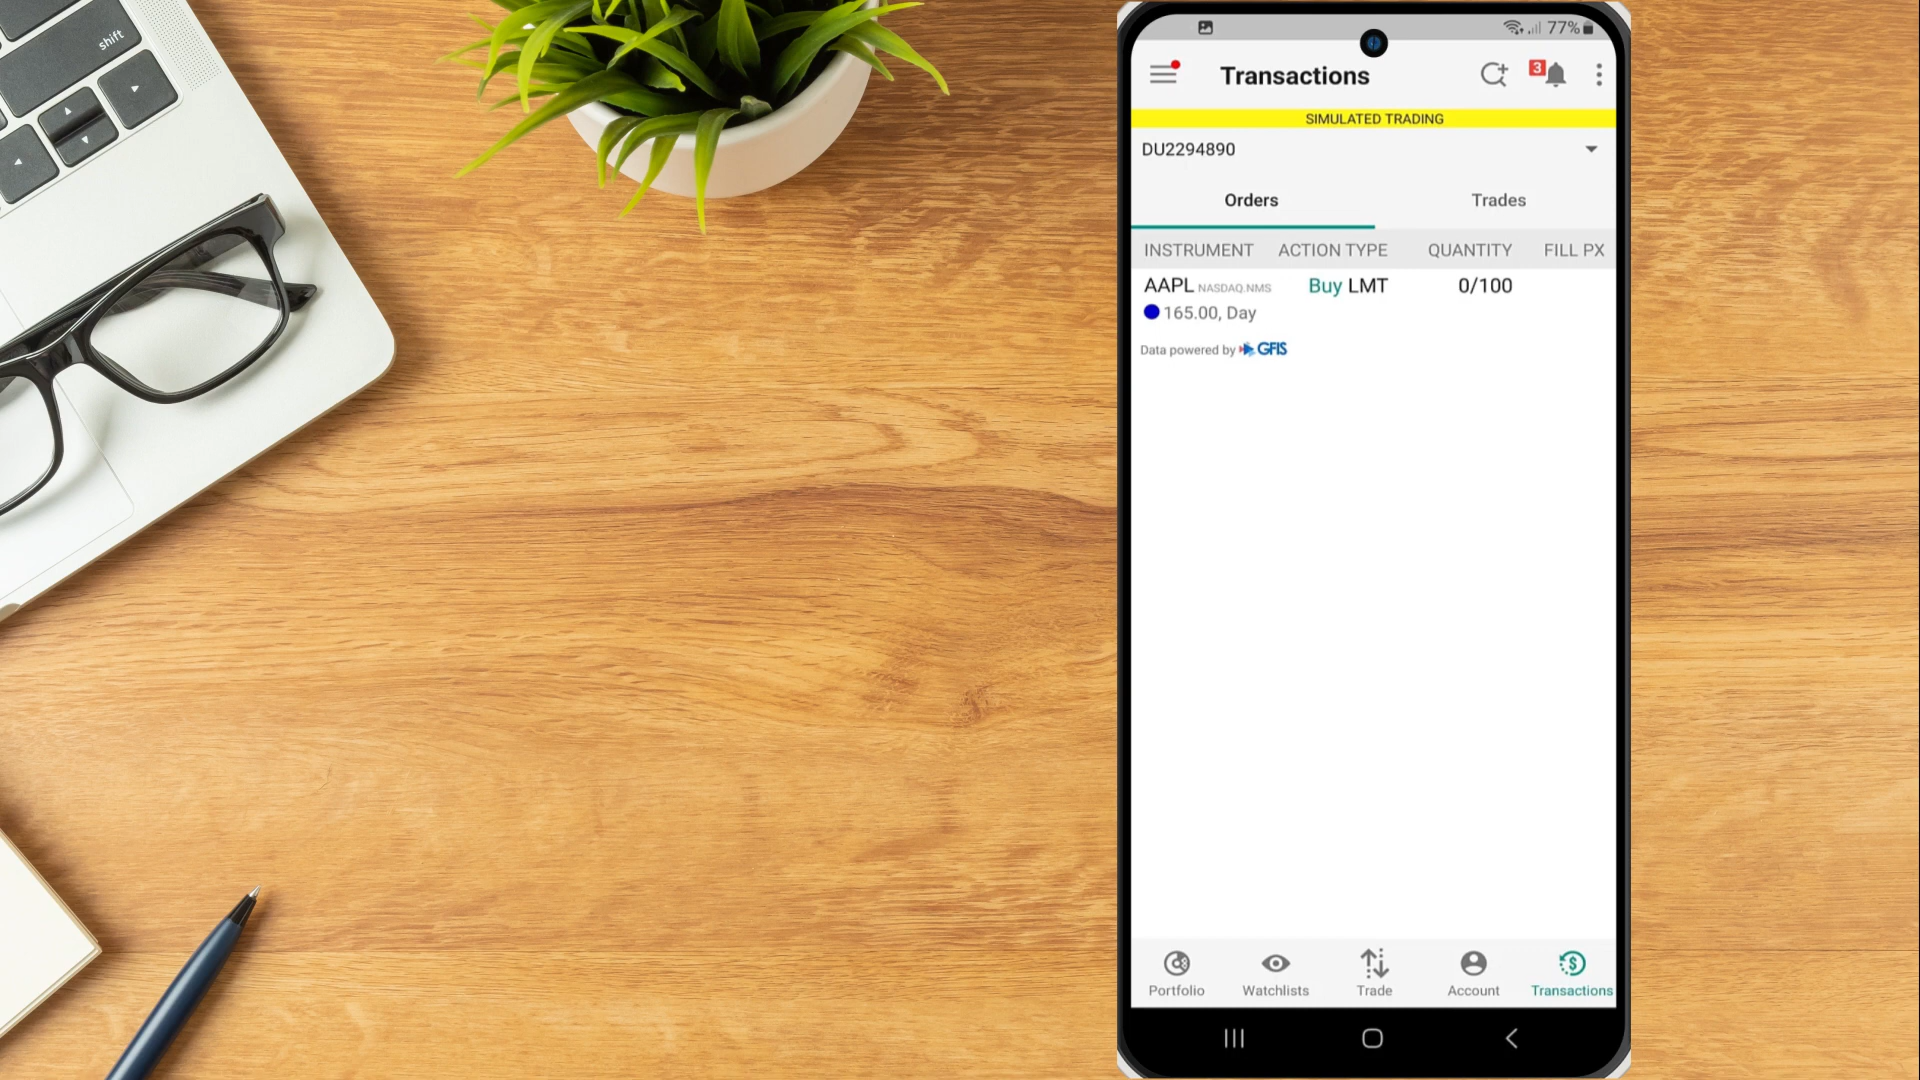 shift
77%
Transactions
3
SIMULATED TRADING
DU2294890
Orders Trades
INSTRUMENT ACTION TYPE QUANTITY FILL PX
AAPL NASDAQ.NMS Buy LMT 0/100
165.00, Day
Data powered by GFIS
Portfolio Watchlists Trade Account Transactions